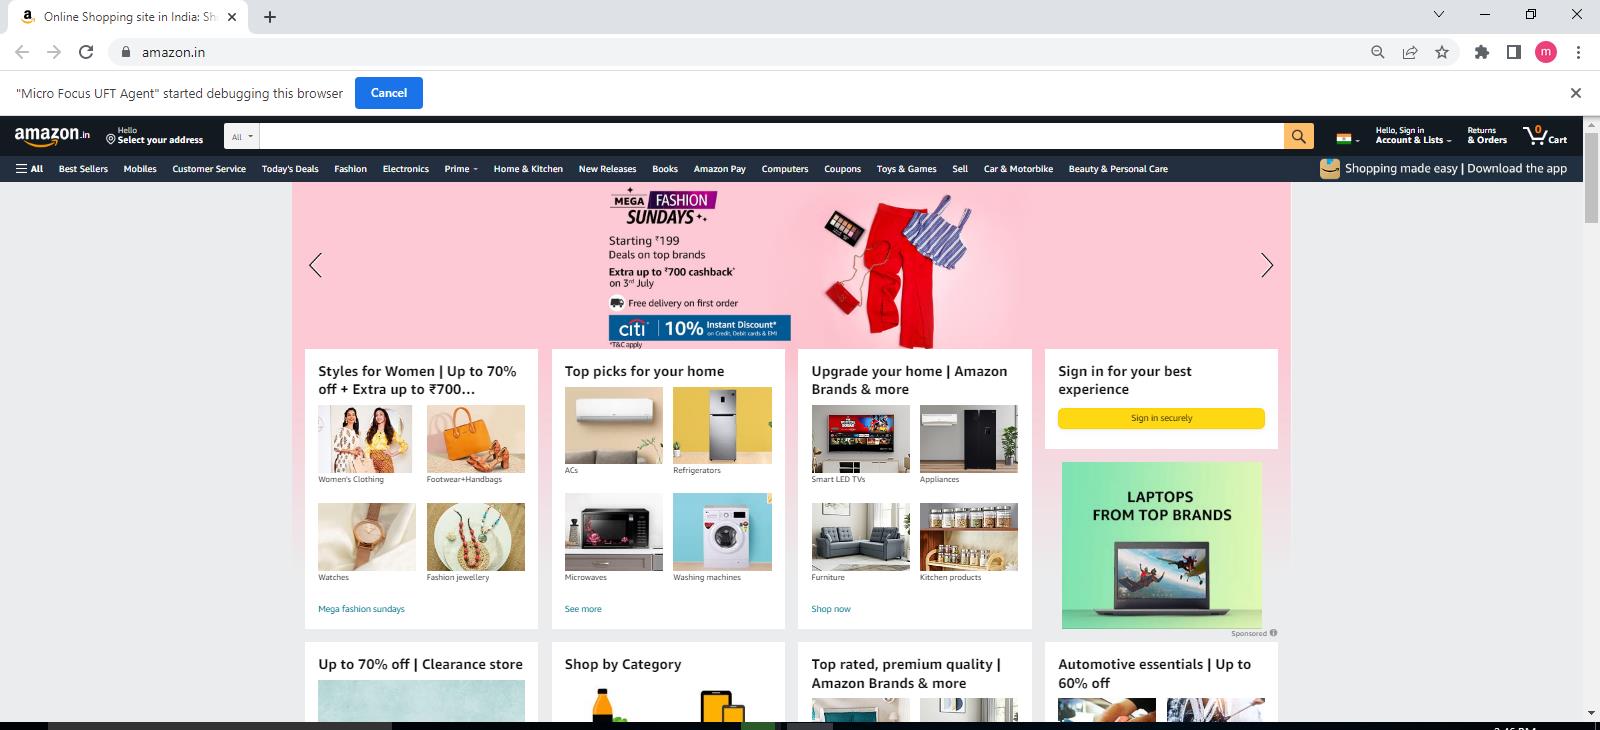 Online Shopping site in India: Sh
amazon.in
m
"Micro Focus UFT Agent" started debugging this browser
Cancel
amazon.in
Hello
Select your address
All
Hello, Sign in
Account & Lists
Returns
& Orders
0
Cart
All
Best Sellers
Mobiles
Customer Service
Today's Deals
Fashion
Electronics
Prime
Home & Kitchen
New Releases
Books
Amazon Pay
Computers
Coupons
Toys & Games
Sell
Car & Motorbike
Beauty & Personal Care
Shopping made easy | Download the app
MEGA FASHION
SUNDAYS
Starting ₹199
Deals on top brands
Extra up to ₹700 cashback*
on 3rd July
Free delivery on first order
citi 10% Instant Discount*
on Credit, Debit cards & EMI
*T&C apply
Styles for Women | Up to 70%
off + Extra up to ₹700...
Women's Clothing
Footwear+Handbags
Watches
Fashion jewellery
Mega fashion sundays
Top picks for your home
ACs
Refrigerators
Microwaves
Washing machines
See more
Upgrade your home | Amazon
Brands & more
Smart LED TVs
Appliances
Furniture
Kitchen products
Shop now
Sign in for your best
experience
Sign in securely
LAPTOPS
FROM TOP BRANDS
Sponsored
Up to 70% off | Clearance store
Shop by Category
Top rated, premium quality |
Amazon Brands & more
Automotive essentials | Up to
60% off